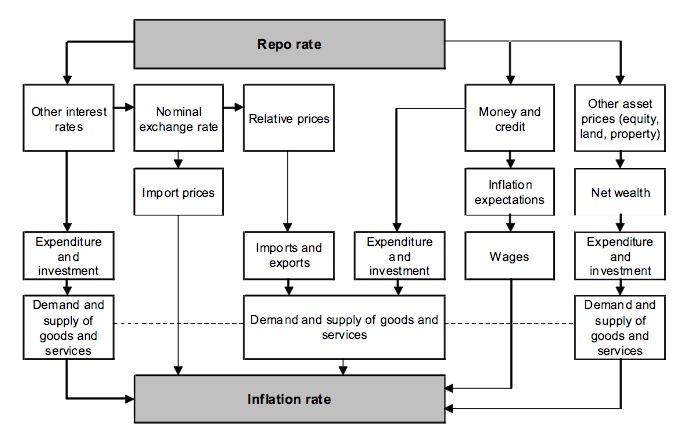 Repo rate
Other interest
rates
Nominal
exchange rate
Relative prices
Money and
credit
Other asset
prices (equity,
land, property)
Import prices
Inflation
expectations
Net wealth
Expenditure
and
investment
Imports and
exports
Expenditure
and
investment
Wages
Expenditure
and
investment
Demand and
supply of
goods and
services
Demand and supply of goods and
services
Demand and
supply of
goods and
services
Inflation rate